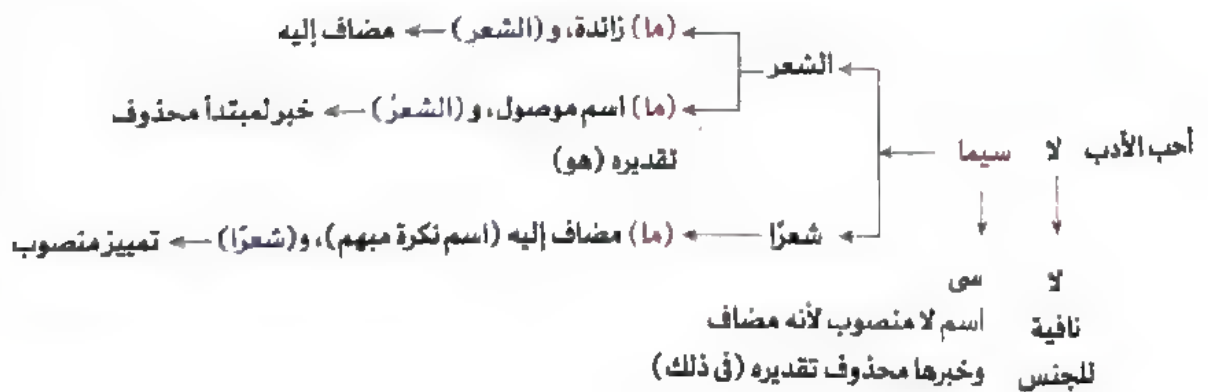 (ما) زائدة، و(الشعر) ← مضاف إليه
الشعر
(ما) اسم موصول، و(الشعرُ) ← خبر لمبتدأ محذوف
تقديره (هو)
أحب الأدب لا سيما
شعرًا ← (ما) مضاف إليه (اسم نكرة مبهم)، و(شعرًا) ← تمييز منصوب
لا سى
نافية اسم لا منصوب لأنه مضاف
للجنس وخبرها محذوف تقديره (فى ذلك)